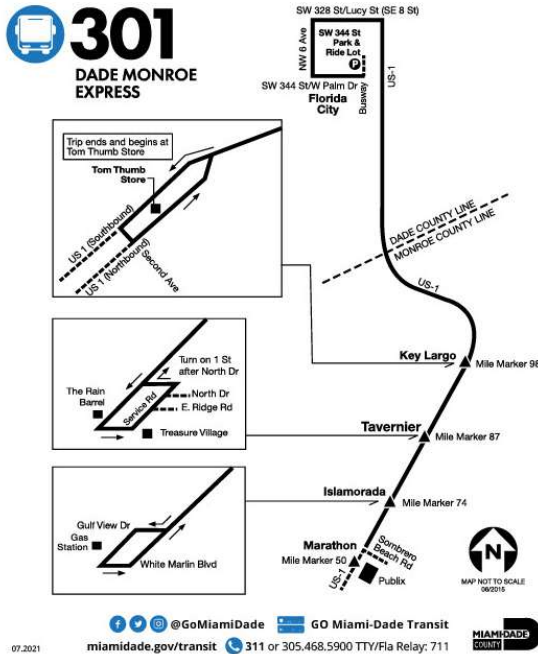 301
DADE MONROE
EXPRESS
SW 328 St/Lucy St (SE 8 St)
NW 6 Ave
SW 344 St
Park &
Ride Lot
P
US-1
Busway
SW 344 St/W Palm Dr
Florida
City
Trip ends and begins at
Tom Thumb Store
Tom Thumb
Store
US 1 (Southbound)
US 1 (Northbound)
Second Ave
DADE COUNTY LINE
MONROE COUNTY LINE
US-1
Key Largo
Mile Marker 98
Turn on 1 St
after North Dr
The Rain
Barrel
Service Rd
North Dr
E. Ridge Rd
Treasure Village
Tavernier
Mile Marker 87
Islamorada
Mile Marker 74
Gulf View Dr
Gas
Station
White Marlin Blvd
Marathon
Mile Marker 50
Sombrero
Beach Rd
US-1
Publix
N
MAP NOT TO SCALE
06/2015
@GoMiamiDade
GO Miami-Dade Transit
07.2021
miamidade.gov/transit
311 or 305.468.5900 TTY/Fla Relay: 711
MIAMI-DADE
COUNTY